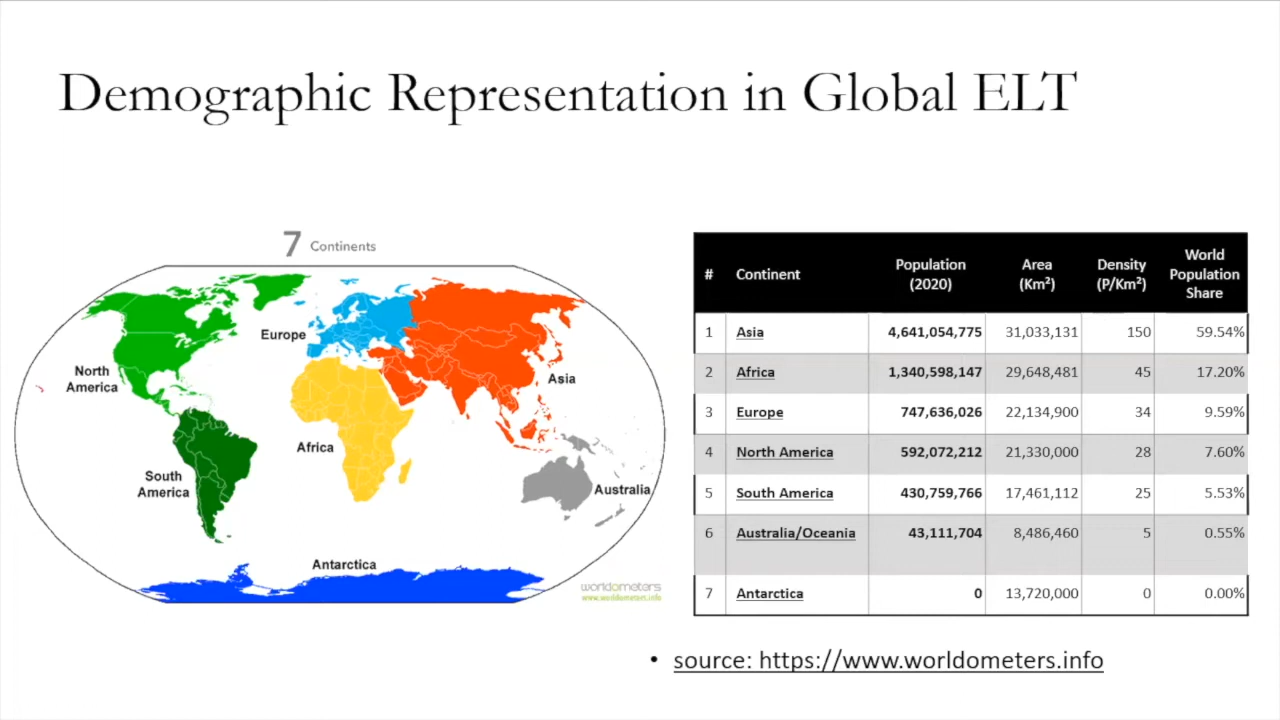 Demographic Representation in Global ELT
7 Continents
Europe
North
America
Asia
Africa
South
America
Australia
Antarctica
worldometers
www.worldometers.info
# Continent Population (2020) Area (Km²) Density (P/Km²) World Population Share
1 Asia 4,641,054,775 31,033,131 150 59.54%
2 Africa 1,340,598,147 29,648,481 45 17.20%
3 Europe 747,636,026 22,134,900 34 9.59%
4 North America 592,072,212 21,330,000 28 7.60%
5 South America 430,759,766 17,461,112 25 5.53%
6 Australia/Oceania 43,111,704 8,486,460 5 0.55%
7 Antarctica 0 13,720,000 0 0.00%
• source: https://www.worldometers.info